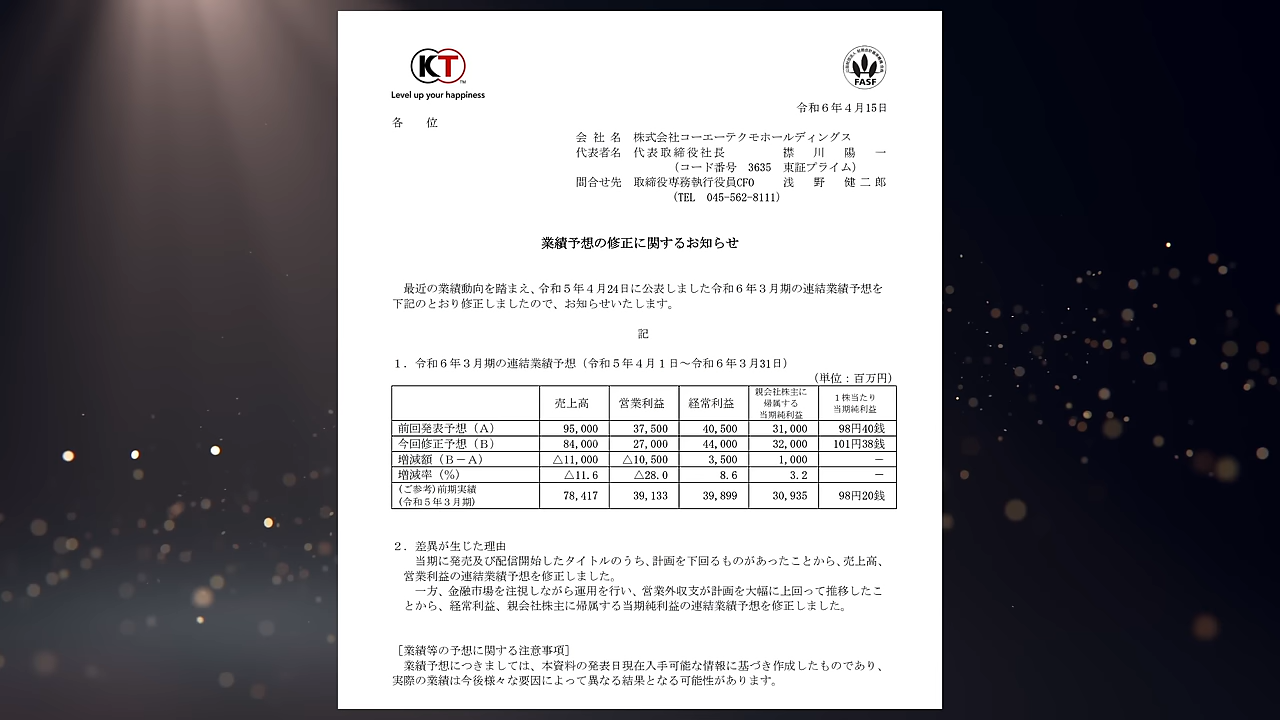 KT
TM
Level up your happiness
FASF
令和６年４月15日
各　　位
会 社 名　株式会社コーエーテクモホールディングス
代表者名　代表取締役社長　　　　襟　川　陽　一
（コード番号　3635　東証プライム）
問合せ先　取締役専務執行役員CFO　　浅　野　健二郎
（TEL　045-562-8111）
業績予想の修正に関するお知らせ
最近の業績動向を踏まえ、令和５年４月24日に公表しました令和６年３月期の連結業績予想を
下記のとおり修正しましたので、お知らせいたします。
記
１．令和６年３月期の連結業績予想（令和５年４月１日～令和６年３月31日）
（単位：百万円）
売上高　営業利益　経常利益　親会社株主に帰属する当期純利益　１株当たり当期純利益
前回発表予想（Ａ）　95,000　37,500　40,500　31,000　98円40銭
今回修正予想（Ｂ）　84,000　27,000　44,000　32,000　101円38銭
増減額（Ｂ－Ａ）　△11,000　△10,500　3,500　1,000　－
増減率（％）　△11.6　△28.0　8.6　3.2　－
（ご参考）前期実績（令和５年３月期）　78,417　39,133　39,899　30,935　98円20銭
２．差異が生じた理由
当期に発売及び配信開始したタイトルのうち、計画を下回るものがあったことから、売上高、
営業利益の連結業績予想を修正しました。
一方、金融市場を注視しながら運用を行い、営業外収支が計画を大幅に上回って推移したこ
とから、経常利益、親会社株主に帰属する当期純利益の連結業績予想を修正しました。
［業績等の予想に関する注意事項］
業績予想につきましては、本資料の発表日現在入手可能な情報に基づき作成したものであり、
実際の業績は今後様々な要因によって異なる結果となる可能性があります。